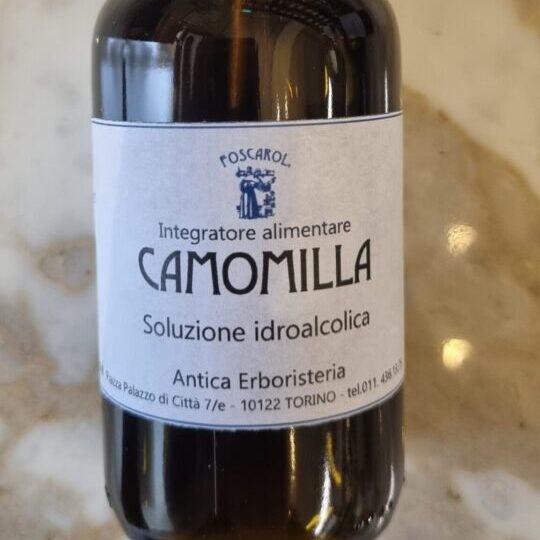 FOSCAROL.
Integratore alimentare
CAMOMILLA
Soluzione idroalcolica
Antica Erboristeria
Piazza Palazzo di Città 7/e - 10122 TORINO - tel.011.